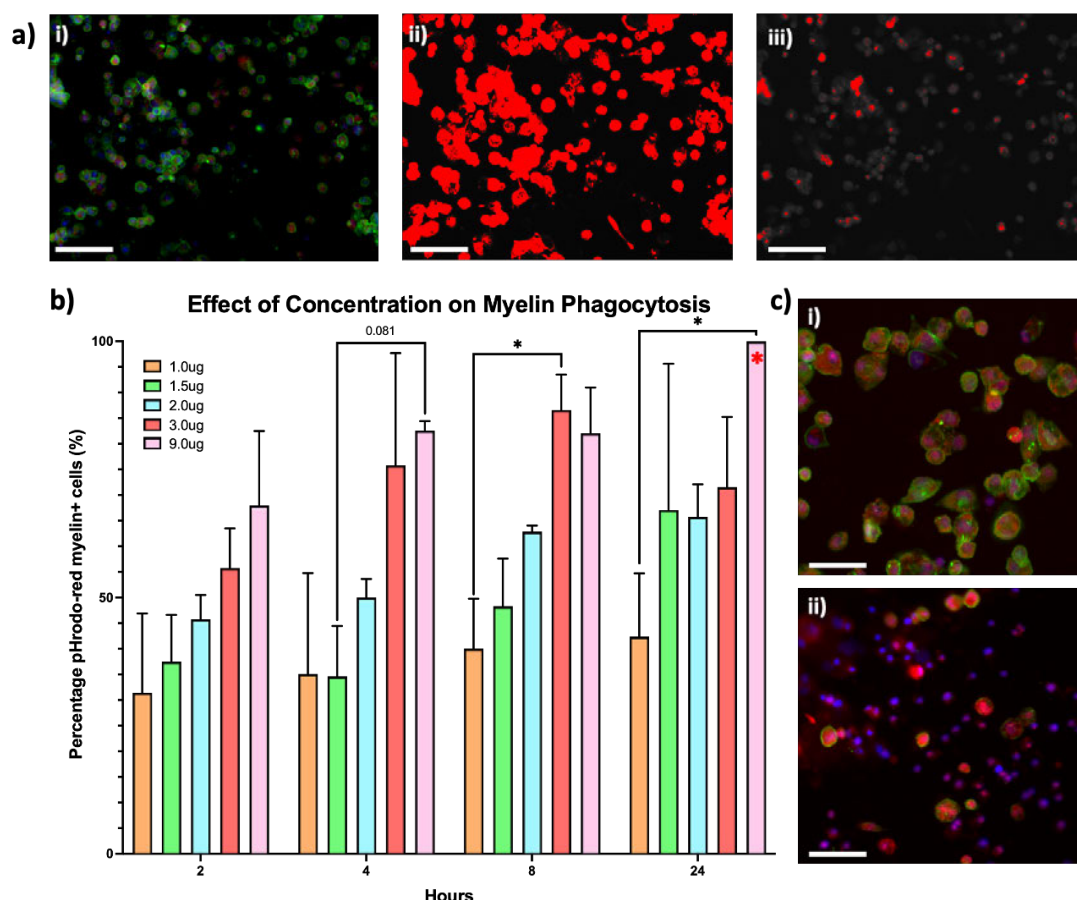 a)
i)
ii)
iii)
b)
Effect of Concentration on Myelin Phagocytosis
c)
i)
0.081
*
*
*
100
1.0ug
1.5ug
2.0ug
3.0ug
9.0ug
Percentage pHrodo-red myelin+ cells (%)
50
ii)
0
2
4
8
24
Hours